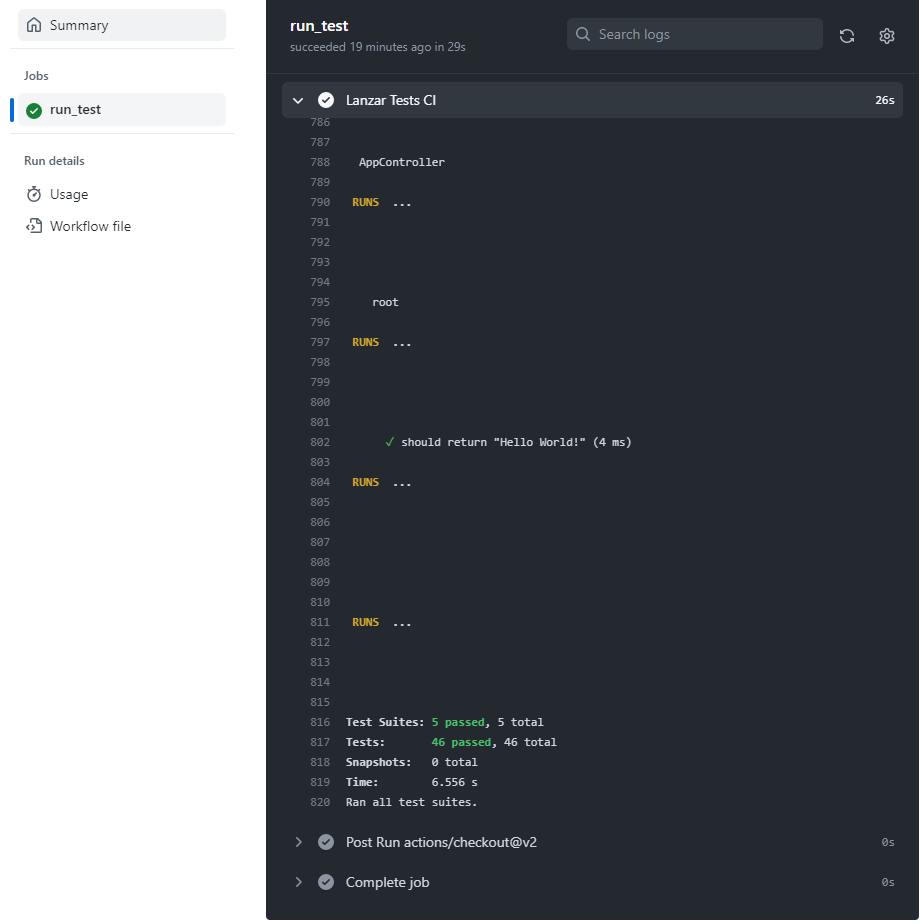 Summary
Jobs
run_test
Run details
Usage
Workflow file
run_test
succeeded 19 minutes ago in 29s
Search logs
Lanzar Tests CI 26s
786
787
788 AppController
789
790 RUNS ...
791
792
793
794
795 root
796
797 RUNS ...
798
799
800
801
802 ✓ should return "Hello World!" (4 ms)
803
804 RUNS ...
805
806
807
808
809
810
811 RUNS ...
812
813
814
815
816 Test Suites: 5 passed, 5 total
817 Tests: 46 passed, 46 total
818 Snapshots: 0 total
819 Time: 6.556 s
820 Ran all test suites.
Post Run actions/checkout@v2 0s
Complete job 0s